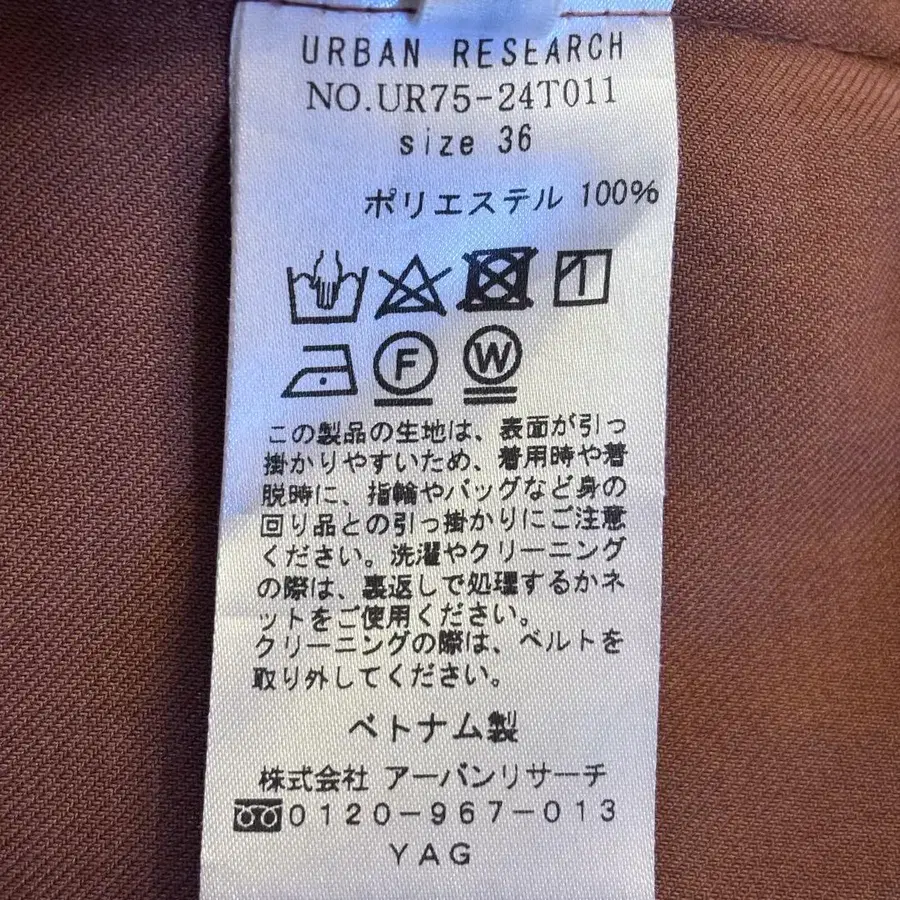 URBAN RESEARCH
NO.UR75-24T011
size 36
ポリエステル 100%
F W
この製品の生地は、表面が引っ
掛かりやすいため、着用時や着
脱時に、指輪やバッグなど身の
回り品との引っ掛かりにご注意
ください。洗濯やクリーニング
の際は、裏返しで処理するかネ
ットをご使用ください。
クリーニングの際は、ベルトを
取り外してください。
ベトナム製
株式会社 アーバンリサーチ
0120-967-013
YAG